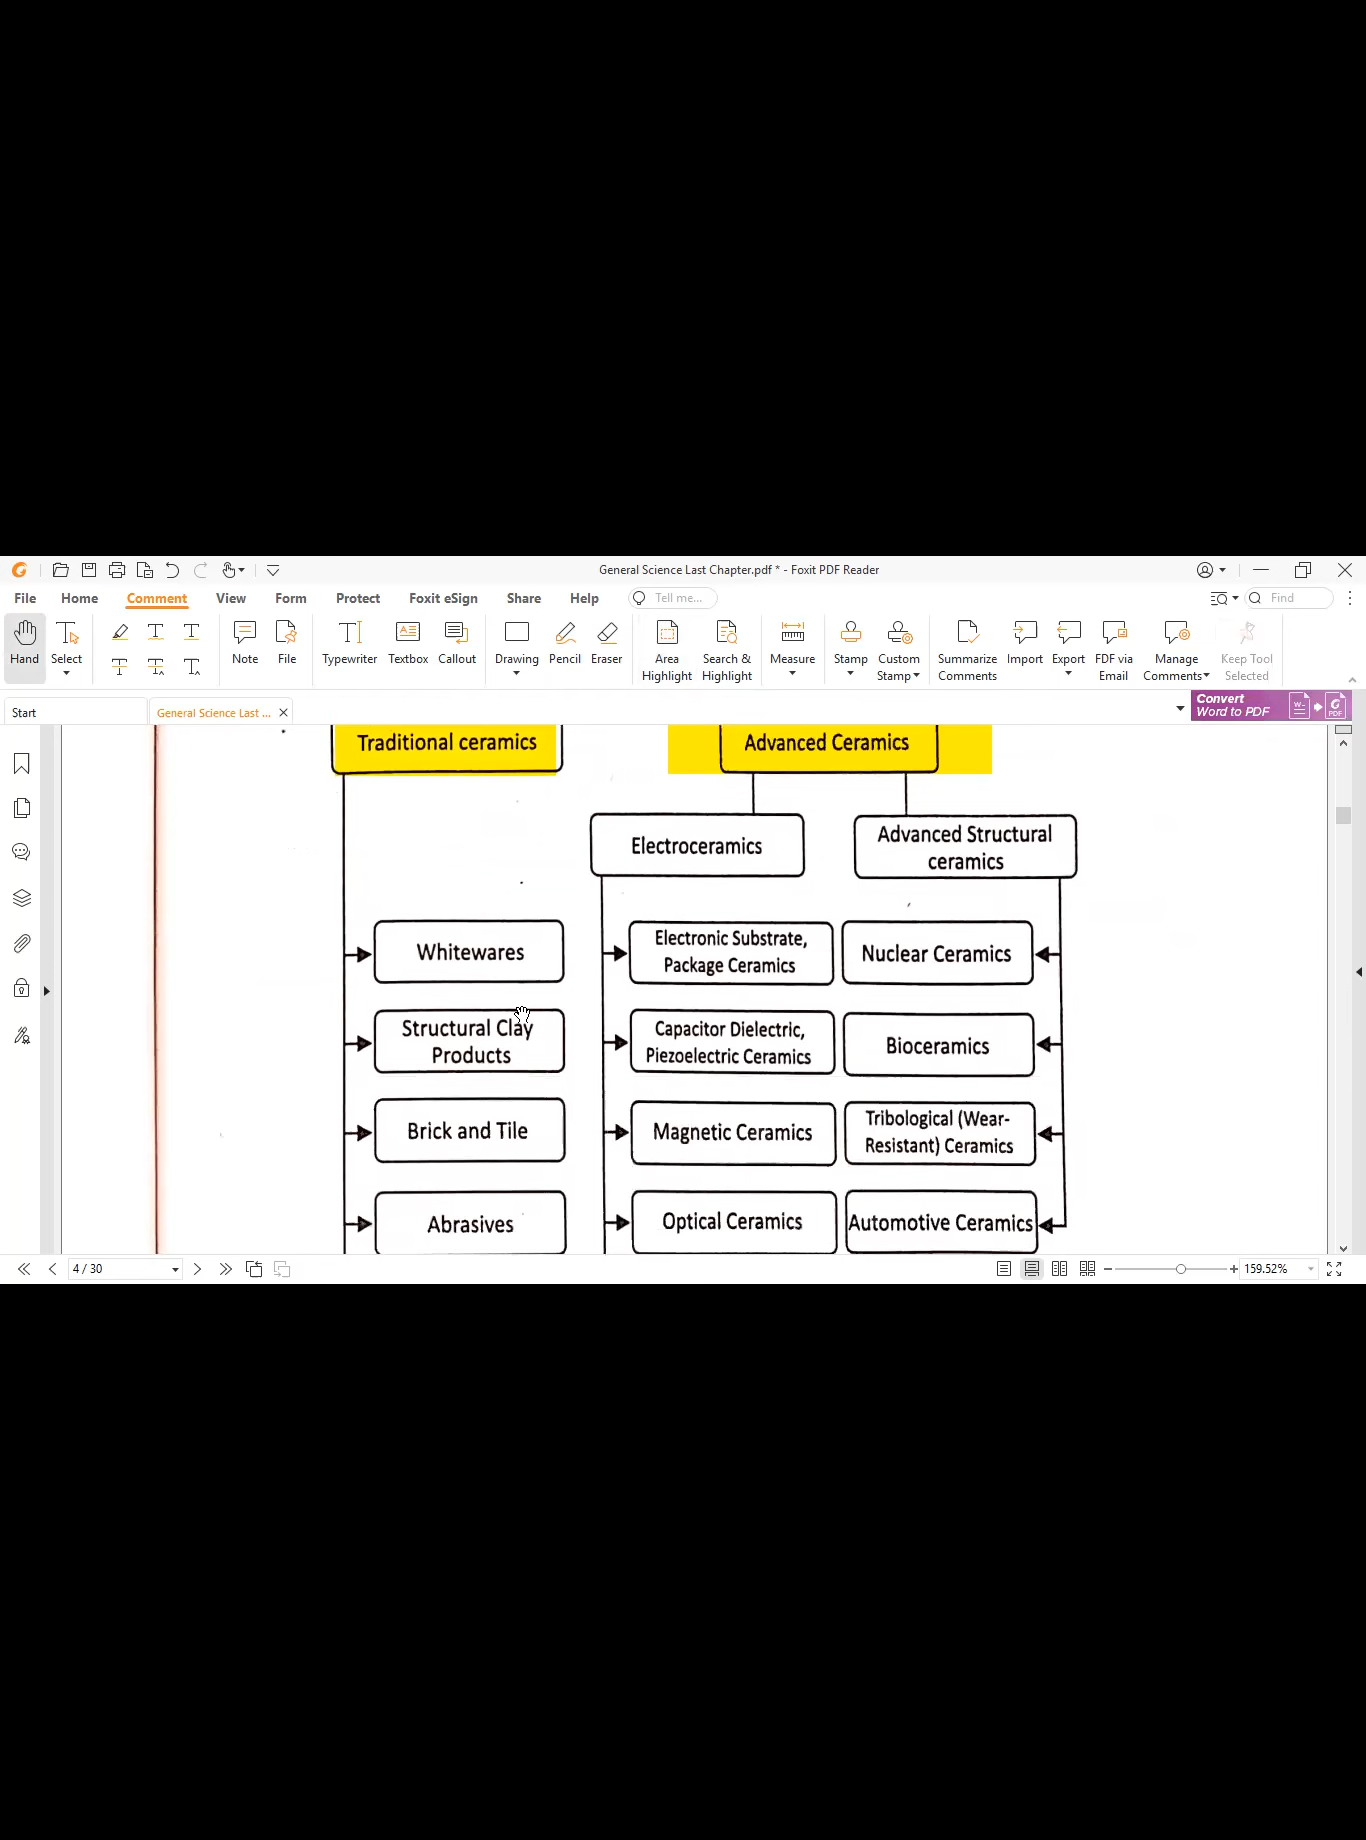 General Science Last Chapter.pdf * - Foxit PDF Reader
File Home Comment View Form Protect Foxit eSign Share Help Tell me... Find
Hand Select Note File Typewriter Textbox Callout Drawing Pencil Eraser Area Highlight Search & Highlight Measure Stamp Custom Stamp Summarize Comments Import Export FDF via Email Manage Comments Keep Tool Selected
Start General Science Last ... Convert Word to PDF
Traditional ceramics
Advanced Ceramics
Electroceramics
Advanced Structural
ceramics
Whitewares
Electronic Substrate,
Package Ceramics
Nuclear Ceramics
Structural Clay
Products
Capacitor Dielectric,
Piezoelectric Ceramics
Bioceramics
Brick and Tile
Magnetic Ceramics
Tribological (Wear-
Resistant) Ceramics
Abrasives
Optical Ceramics
Automotive Ceramics
4 / 30 159.52%